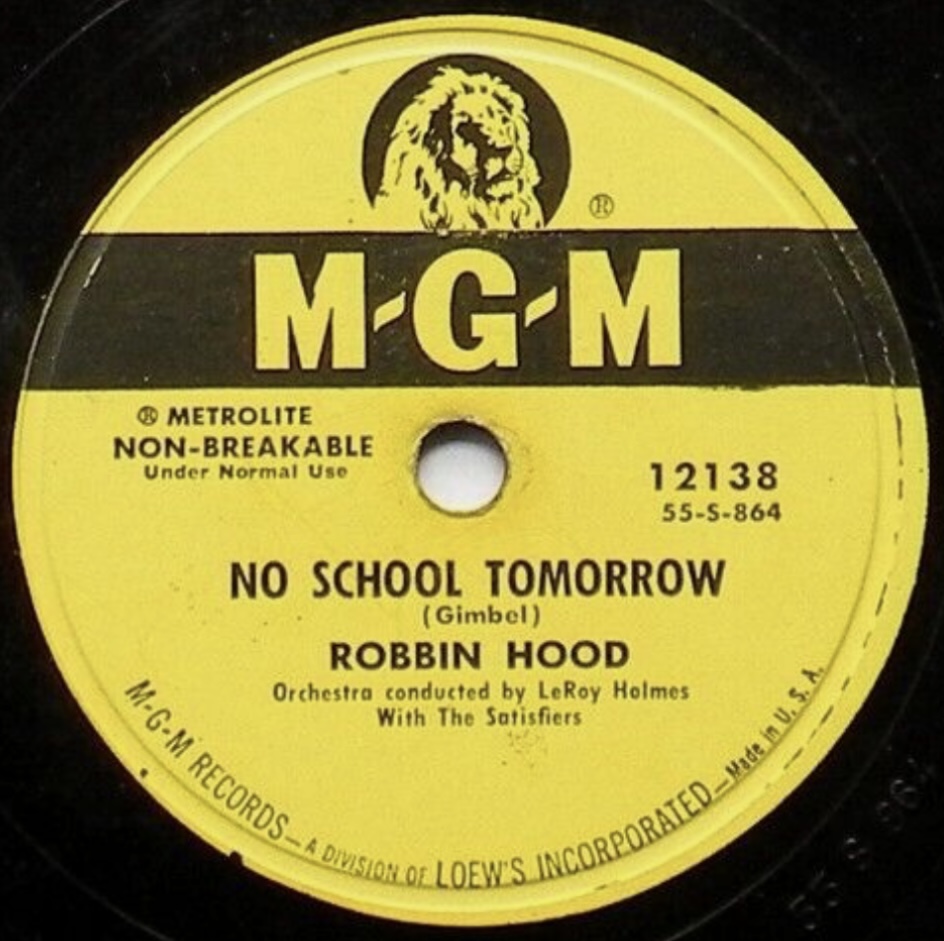 ®
M-G-M
® METROLITE
NON-BREAKABLE
Under Normal Use
12138
55-S-864
NO SCHOOL TOMORROW
(Gimbel)
ROBBIN HOOD
Orchestra conducted by LeRoy Holmes
With The Satisfiers
M-G-M RECORDS—A DIVISION OF LOEW'S INCORPORATED—Made in U. S. A.